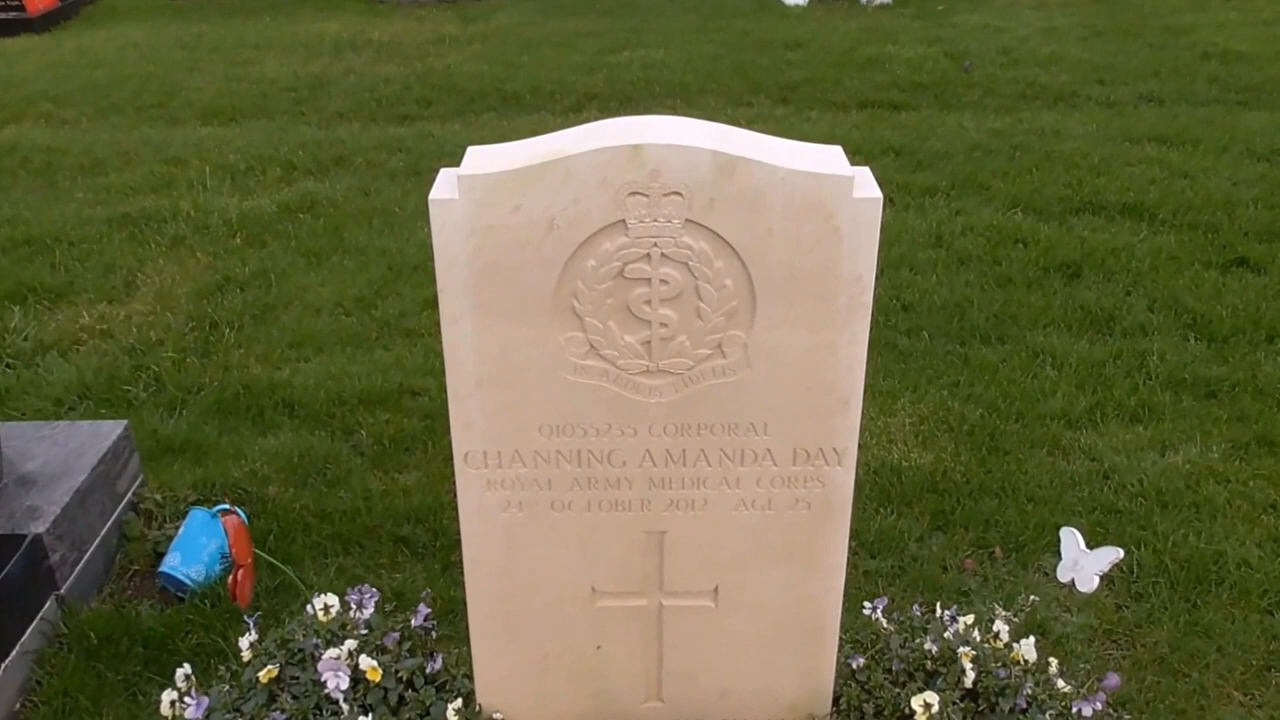 IN ARDUIS FIDELIS
Q1055235 CORPORAL
CHANNING AMANDA DAY
ROYAL ARMY MEDICAL CORPS
24 OCTOBER 2012 AGE 25